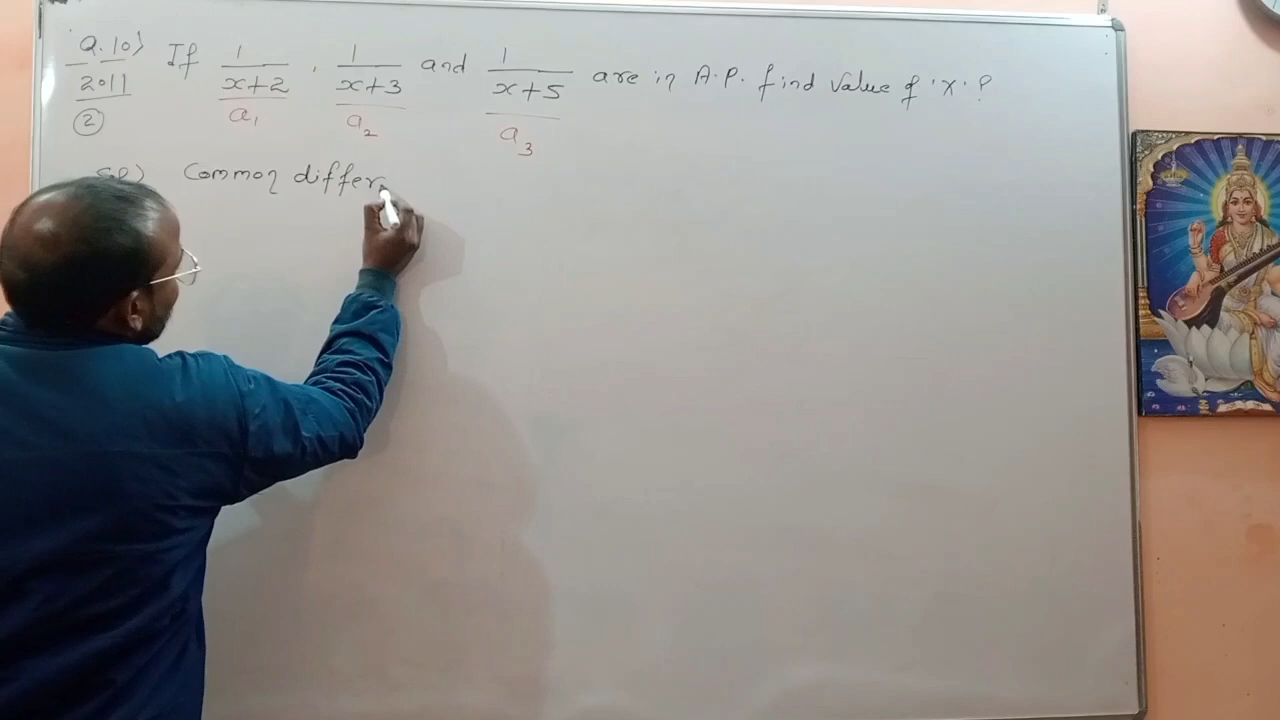 Q.10) If 1/(x+2), 1/(x+3) and 1/(x+5) are in A.P. find value of 'x'?
2011 a1 a2 a3
2
Sol) Common differ